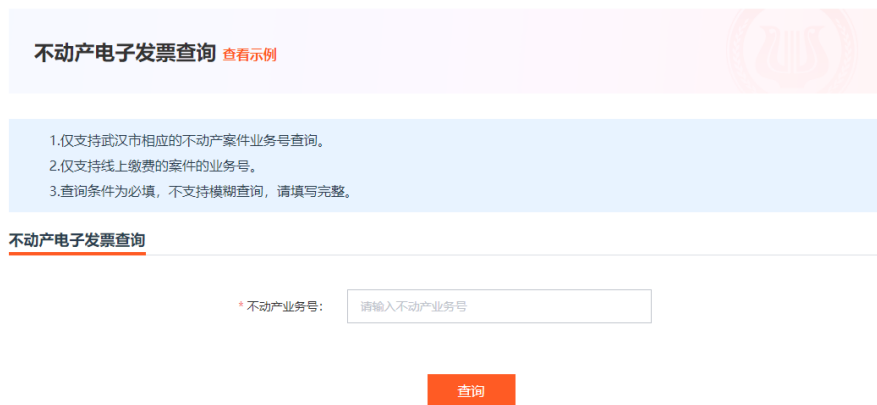 不动产电子发票查询 查看示例
1.仅支持武汉市相应的不动产案件业务号查询。
2.仅支持线上缴费的案件的业务号。
3.查询条件为必填，不支持模糊查询，请填写完整。
不动产电子发票查询
* 不动产业务号： 请输入不动产业务号
查询